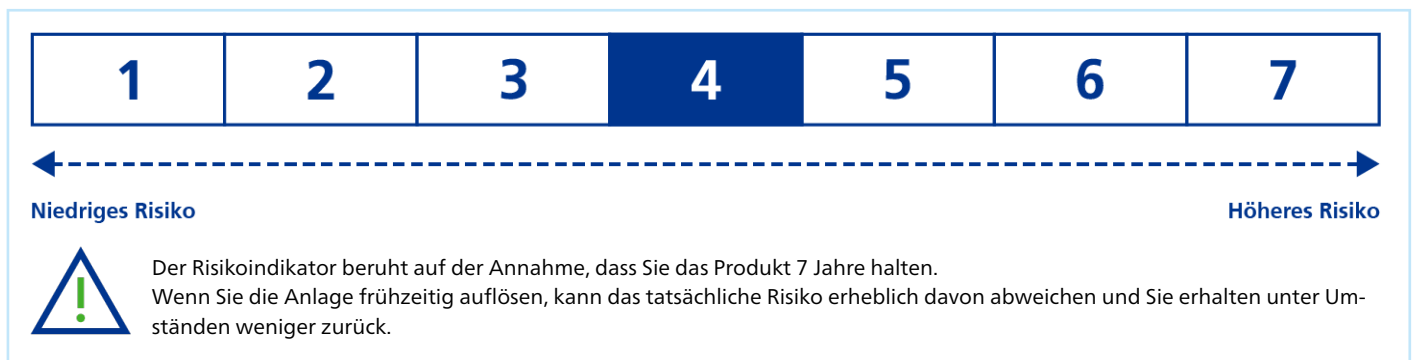 1 2 3 4 5 6 7
Niedriges Risiko Höheres Risiko
Der Risikoindikator beruht auf der Annahme, dass Sie das Produkt 7 Jahre halten.
Wenn Sie die Anlage frühzeitig auflösen, kann das tatsächliche Risiko erheblich davon abweichen und Sie erhalten unter Um-
ständen weniger zurück.